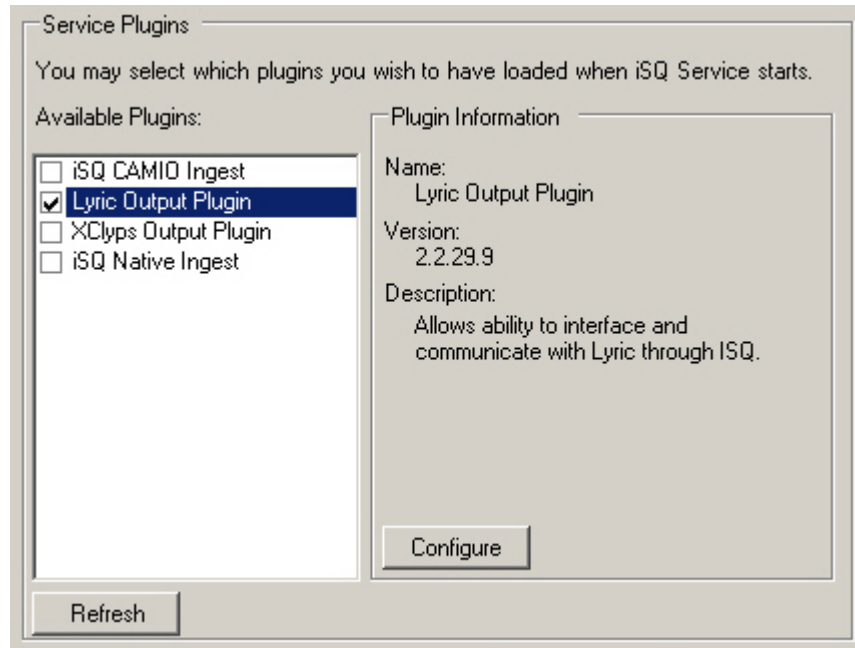 Service Plugins
You may select which plugins you wish to have loaded when iSQ Service starts.
Available Plugins:
iSQ CAMIO Ingest
Lyric Output Plugin
XClyps Output Plugin
iSQ Native Ingest
Refresh
Plugin Information
Name:
Lyric Output Plugin
Version:
2.2.29.9
Description:
Allows ability to interface and
communicate with Lyric through ISQ.
Configure